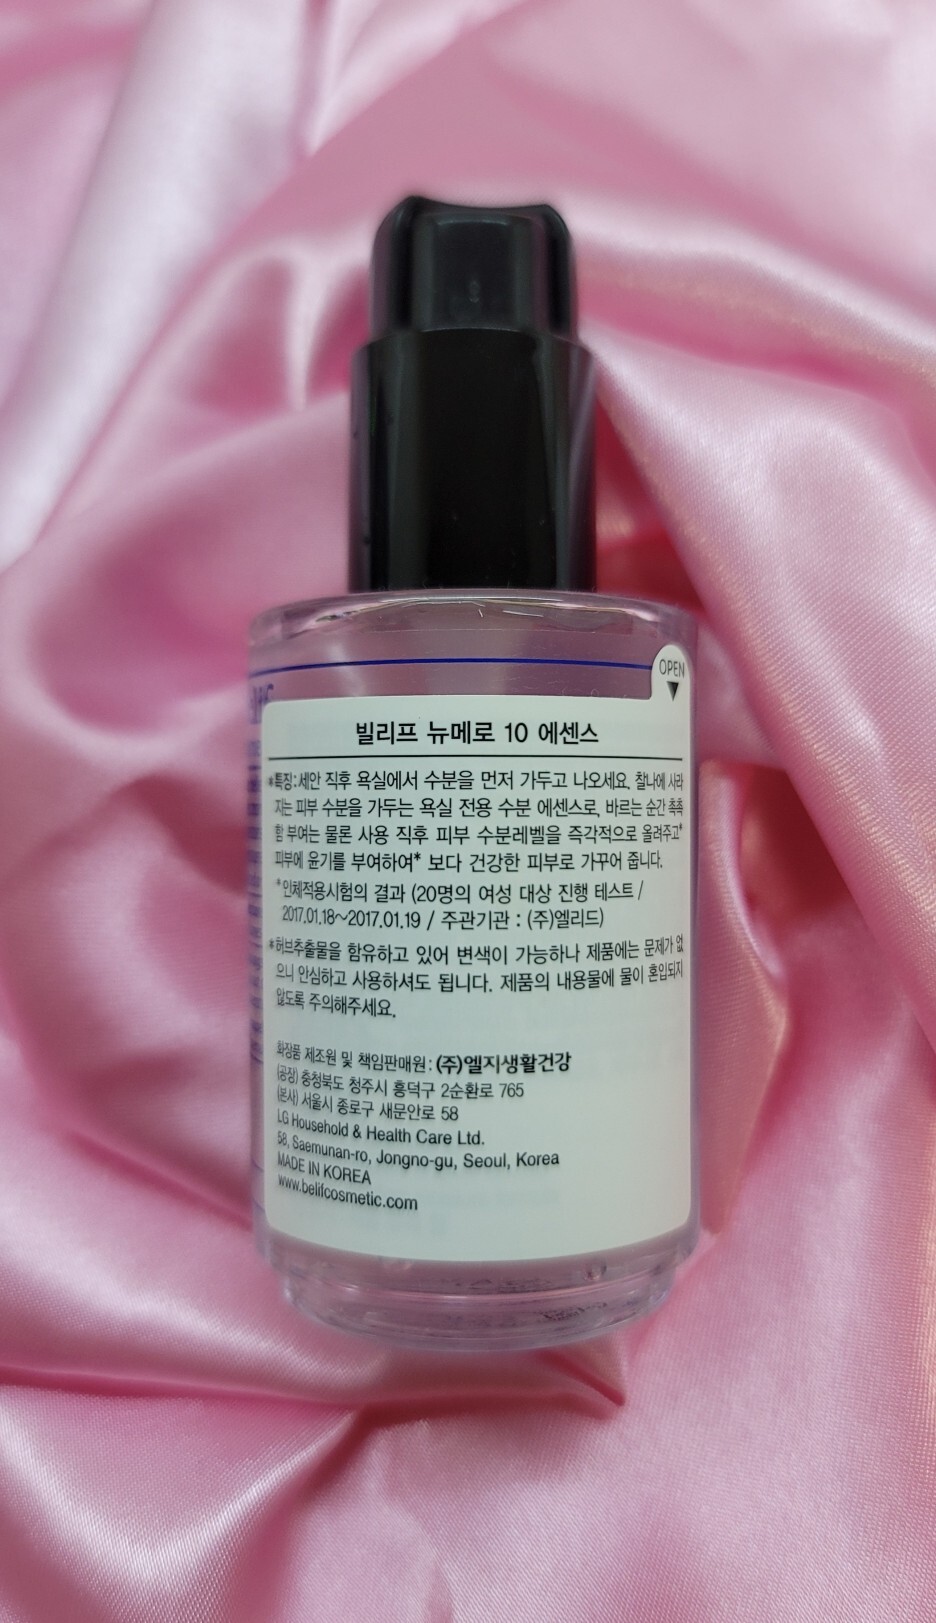 OPEN
빌리프 뉴메로 10 에센스
*특징:세안 직후 욕실에서 수분을 먼저 가두고 나오세요. 찰나에 사라
지는 피부 수분을 가두는 욕실 전용 수분 에센스로, 바르는 순간 촉촉
함 부여는 물론 사용 직후 피부 수분레벨을 즉각적으로 올려주고*
피부에 윤기를 부여하여* 보다 건강한 피부로 가꾸어 줍니다.
*인체적용시험의 결과 (20명의 여성 대상 진행 테스트 /
2017.01.18~2017.01.19 / 주관기관 : (주)엘리드)
*허브추출물을 함유하고 있어 변색이 가능하나 제품에는 문제가 없
으니 안심하고 사용하셔도 됩니다. 제품의 내용물에 물이 혼입되지
않도록 주의해주세요.
화장품 제조원 및 책임판매원 : (주)엘지생활건강
(공장) 충청북도 청주시 흥덕구 2순환로 765
(본사) 서울시 종로구 새문안로 58
LG Household & Health Care Ltd.
58, Saemunan-ro, Jongno-gu, Seoul, Korea
MADE IN KOREA
www.belifcosmetic.com